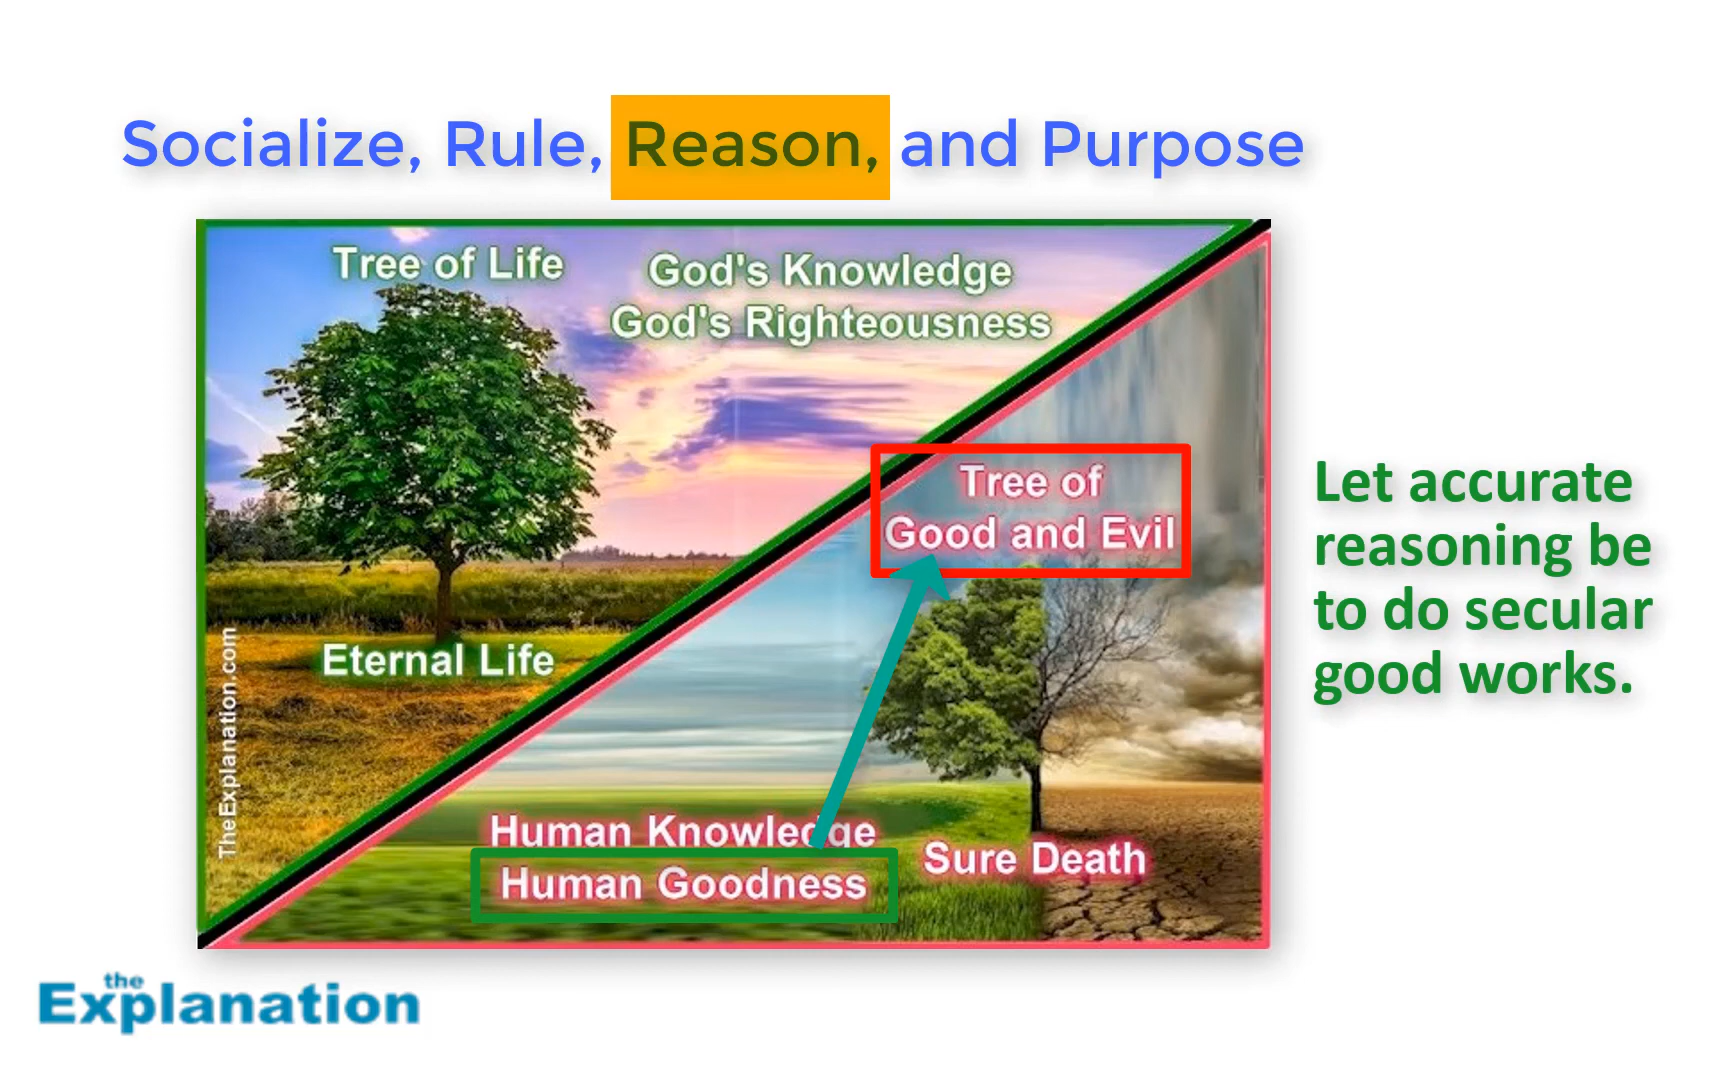 Socialize, Rule, Reason, and Purpose
Tree of Life
God's Knowledge
God's Righteousness
Eternal Life
TheExplanation.com
Tree of
Good and Evil
Human Knowledge
Human Goodness
Sure Death
Let accurate
reasoning be
to do secular
good works.
the
Explanation